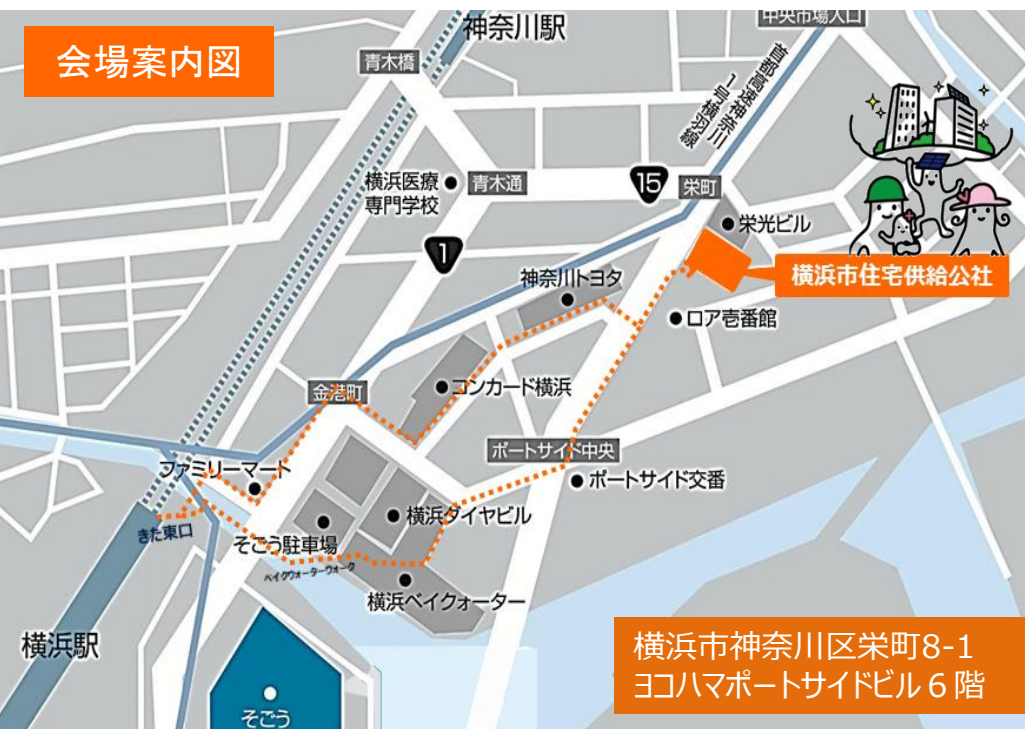 会場案内図
神奈川駅
中央市場入口
青木橋
首都高速神奈川
1号横羽線
横浜医療
専門学校
青木通
15
栄町
栄光ビル
1
神奈川トヨタ
横浜市住宅供給公社
ロア壱番館
金港町
コンカード横浜
ポートサイド中央
ファミリーマート
ポートサイド交番
きた東口
そごう駐車場
横浜ダイヤビル
ベイクウォーターウォーク
横浜ベイクォーター
横浜駅
そごう
横浜市神奈川区栄町8-1
ヨコハマポートサイドビル6階